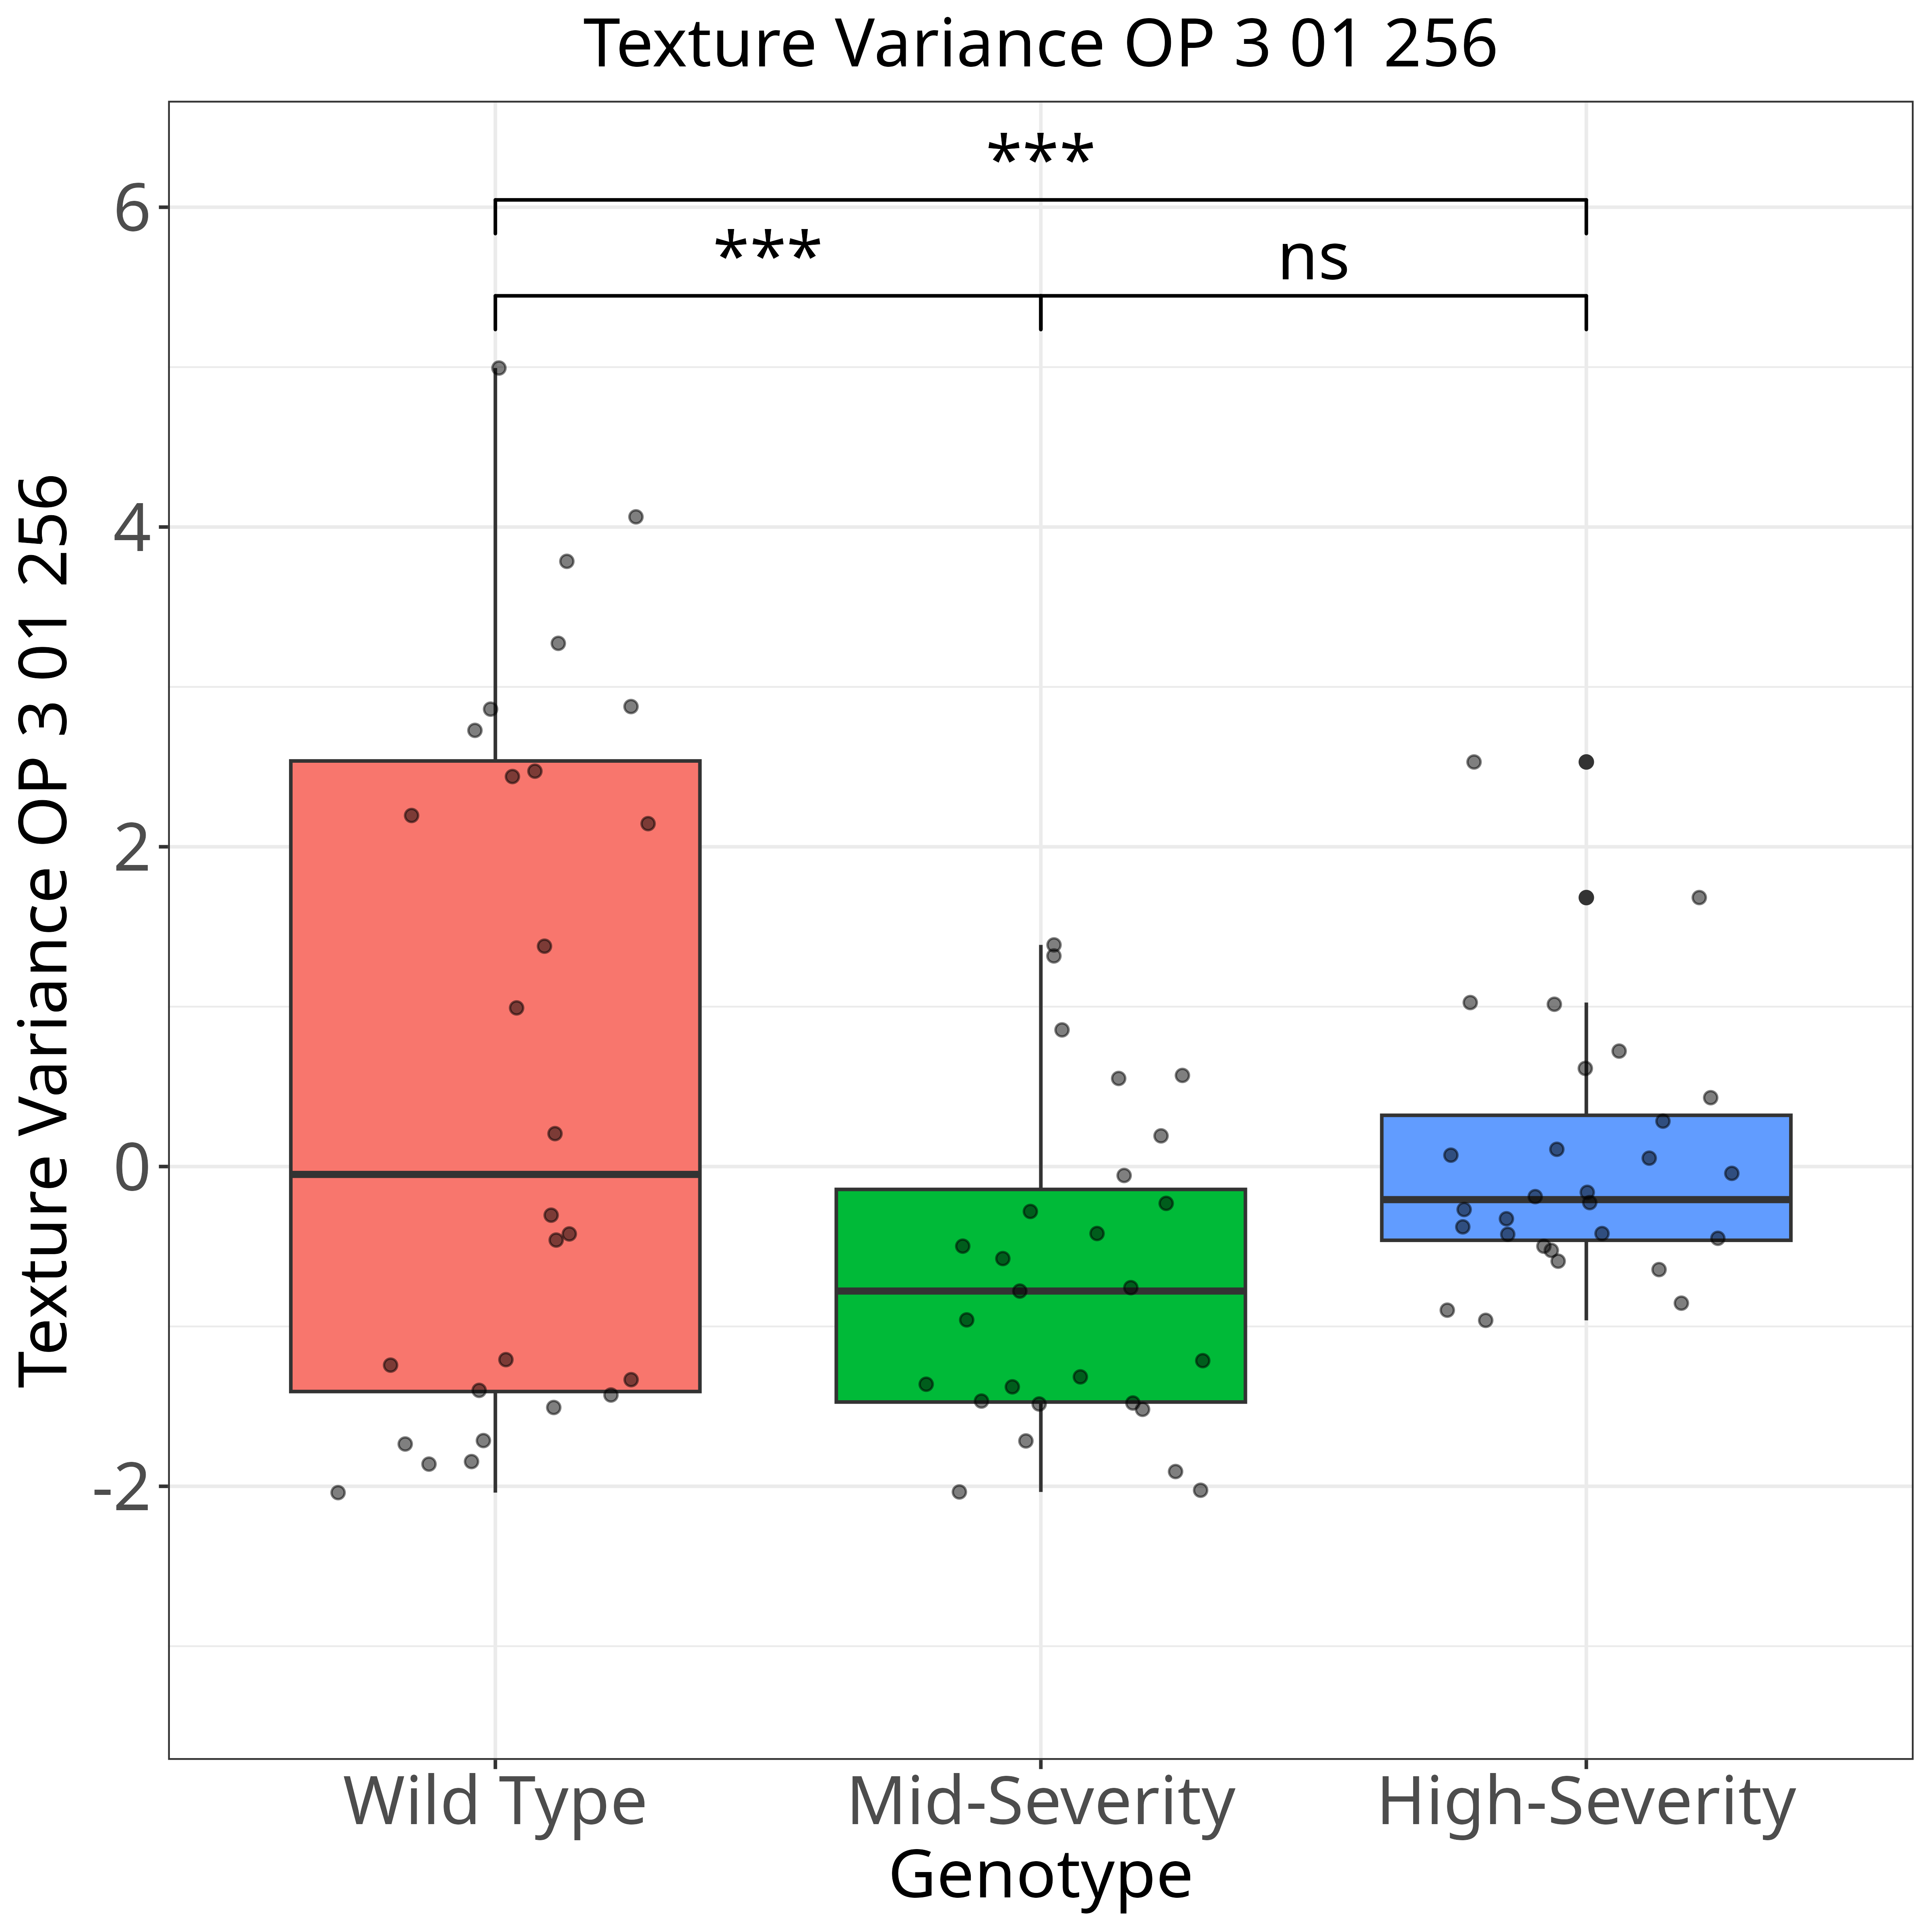 Texture Variance OP 3 01 256
***
*** ns
Texture Variance OP 3 01 256
6
4
2
0
-2
Wild Type Mid-Severity High-Severity
Genotype